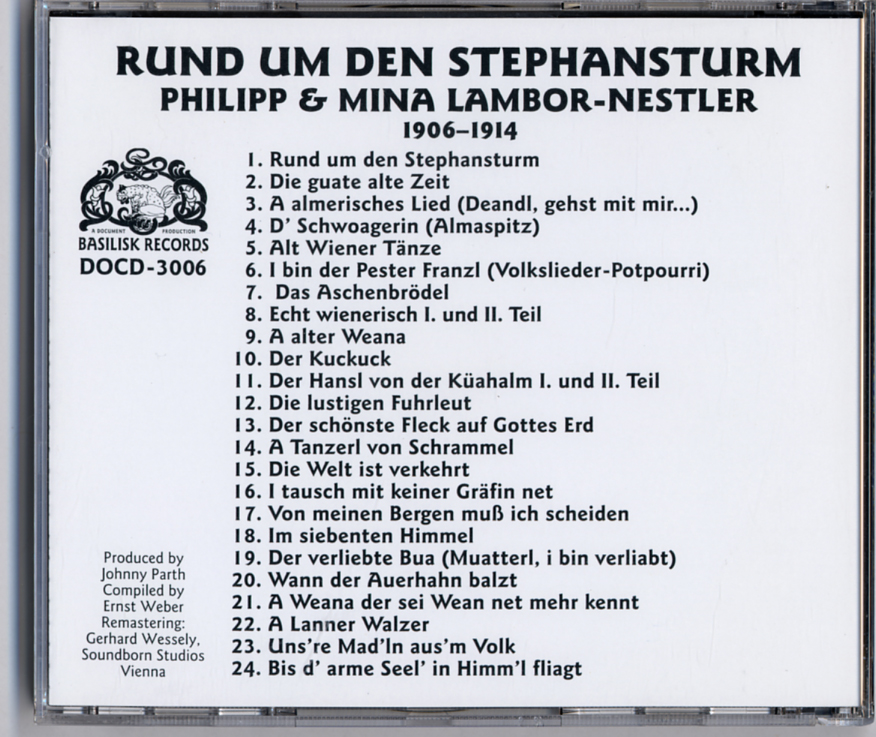 RUND UM DEN STEPHANSTURM
PHILIPP & MINA LAMBOR-NESTLER
1906–1914
1. Rund um den Stephansturm
2. Die guate alte Zeit
3. A almerisches Lied (Deandl, gehst mit mir...)
4. D' Schwoagerin (Almaspitz)
5. Alt Wiener Tänze
6. I bin der Pester Franzl (Volkslieder-Potpourri)
7. Das Aschenbrödel
8. Echt wienerisch I. und II. Teil
9. A alter Weana
10. Der Kuckuck
11. Der Hansl von der Küahalm I. und II. Teil
12. Die lustigen Fuhrleut
13. Der schönste Fleck auf Gottes Erd
14. A Tanzerl von Schrammel
15. Die Welt ist verkehrt
16. I tausch mit keiner Gräfin net
17. Von meinen Bergen muß ich scheiden
18. Im siebenten Himmel
19. Der verliebte Bua (Muatterl, i bin verliabt)
20. Wann der Auerhahn balzt
21. A Weana der sei Wean net mehr kennt
22. A Lanner Walzer
23. Uns're Mad'ln aus'm Volk
24. Bis d' arme Seel' in Himm'l fliagt
A DOCUMENT PRODUCTION
BASILISK RECORDS
DOCD-3006
Produced by
Johnny Parth
Compiled by
Ernst Weber
Remastering:
Gerhard Wessely,
Soundborn Studios
Vienna